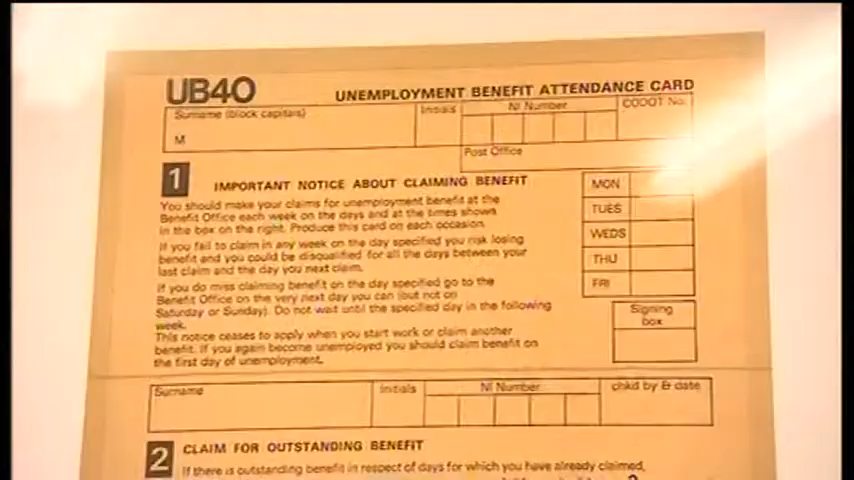 UB40
UNEMPLOYMENT BENEFIT ATTENDANCE CARD
Surname (block capitals)
Initials
NI Number
CODOT No.
M
Post Office
1
IMPORTANT NOTICE ABOUT CLAIMING BENEFIT
You should make your claims for unemployment benefit at the
Benefit Office each week on the days and at the times shown
in the box on the right. Produce this card on each occasion.
If you fail to claim in any week on the day specified you risk losing
benefit and you could be disqualified for all the days between your
last claim and the day you next claim.
If you do miss claiming benefit on the day specified go to the
Benefit Office on the very next day you can (but not on
Saturday or Sunday). Do not wait until the specified day in the following
week.
This notice ceases to apply when you start work or claim another
benefit. If you again become unemployed you should claim benefit on
the first day of unemployment.
MON
TUES
WEDS
THU
FRI
Signing
box
Surname
Initials
NI Number
chkd by & date
2
CLAIM FOR OUTSTANDING BENEFIT
If there is outstanding benefit in respect of days for which you have already claimed,